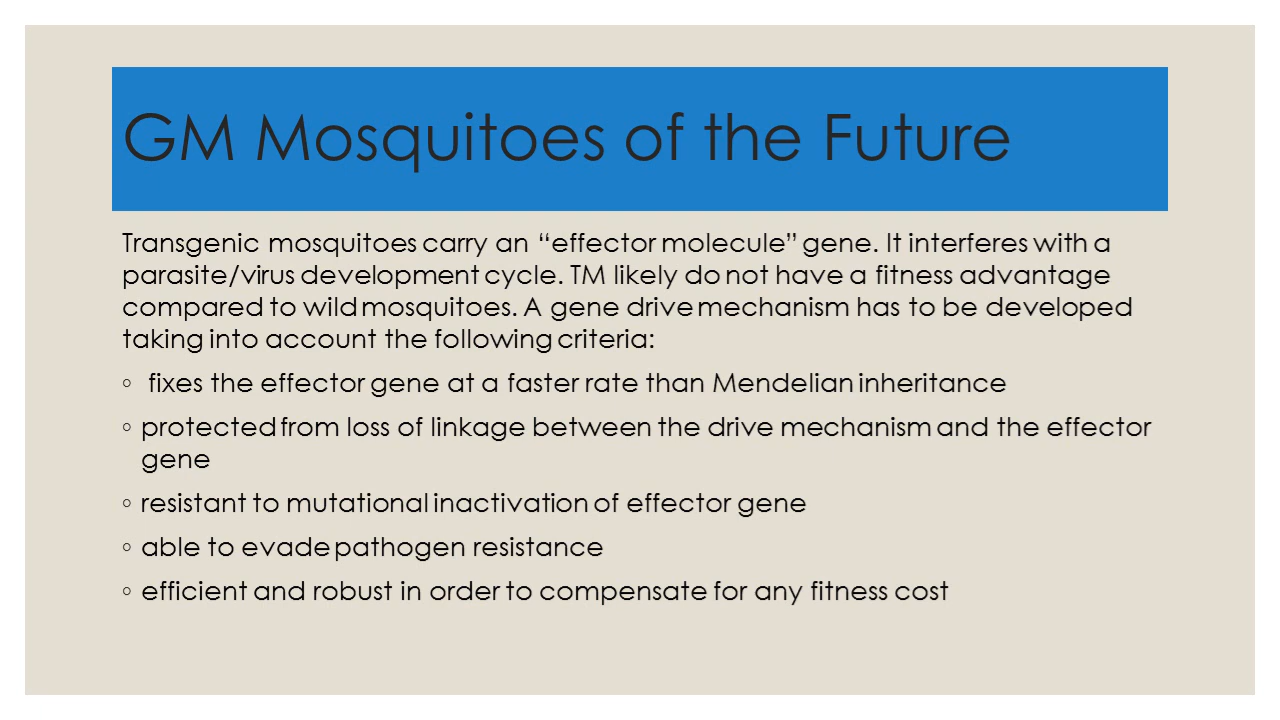 GM Mosquitoes of the Future
Transgenic mosquitoes carry an “effector molecule” gene. It interferes with a
parasite/virus development cycle. TM likely do not have a fitness advantage
compared to wild mosquitoes. A gene drive mechanism has to be developed
taking into account the following criteria:
◦ fixes the effector gene at a faster rate than Mendelian inheritance
◦ protected from loss of linkage between the drive mechanism and the effector
gene
◦ resistant to mutational inactivation of effector gene
◦ able to evade pathogen resistance
◦ efficient and robust in order to compensate for any fitness cost